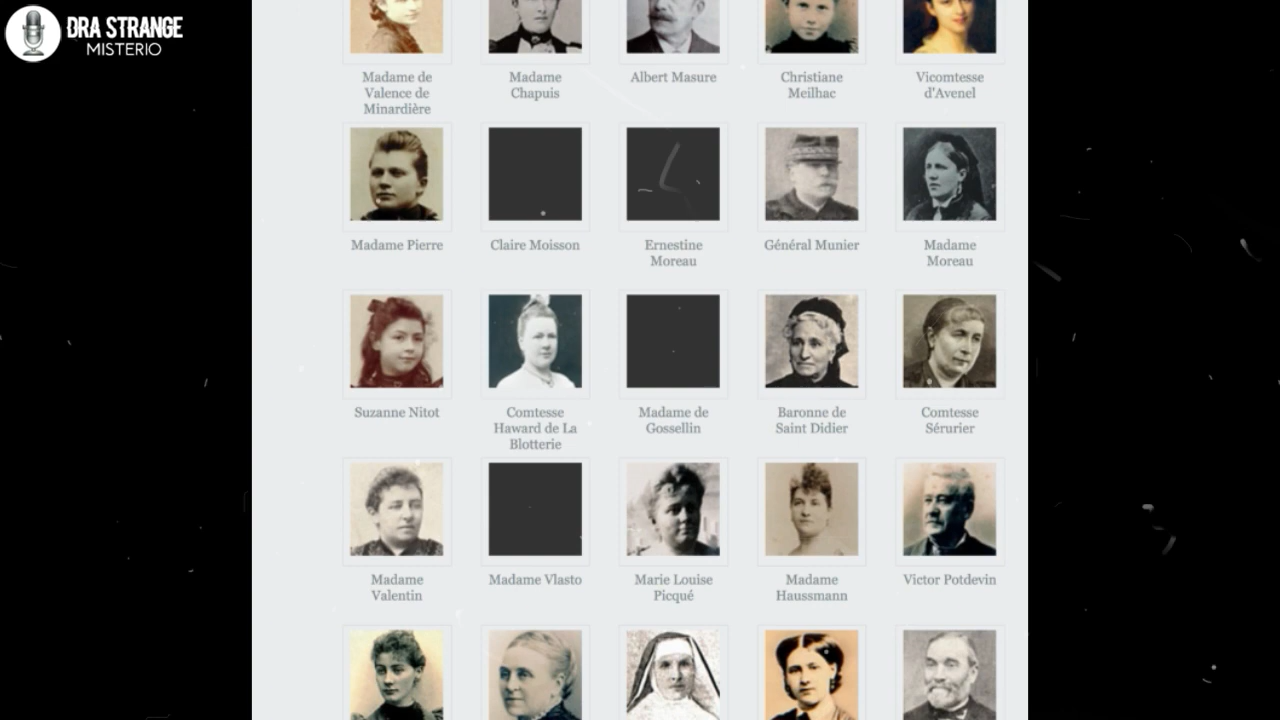 DRA STRANGE
MISTERIO
Madame de
Valence de
Minardière
Madame
Chapuis
Albert Masure
Christiane
Meilhac
Vicomtesse
d'Avenel
Madame Pierre
Claire Moisson
Ernestine
Moreau
Général Munier
Madame
Moreau
Suzanne Nitot
Comtesse
Haward de La
Blotterie
Madame de
Gossellin
Baronne de
Saint Didier
Comtesse
Sérurier
Madame
Valentin
Madame Vlasto
Marie Louise
Picqué
Madame
Haussmann
Victor Potdevin